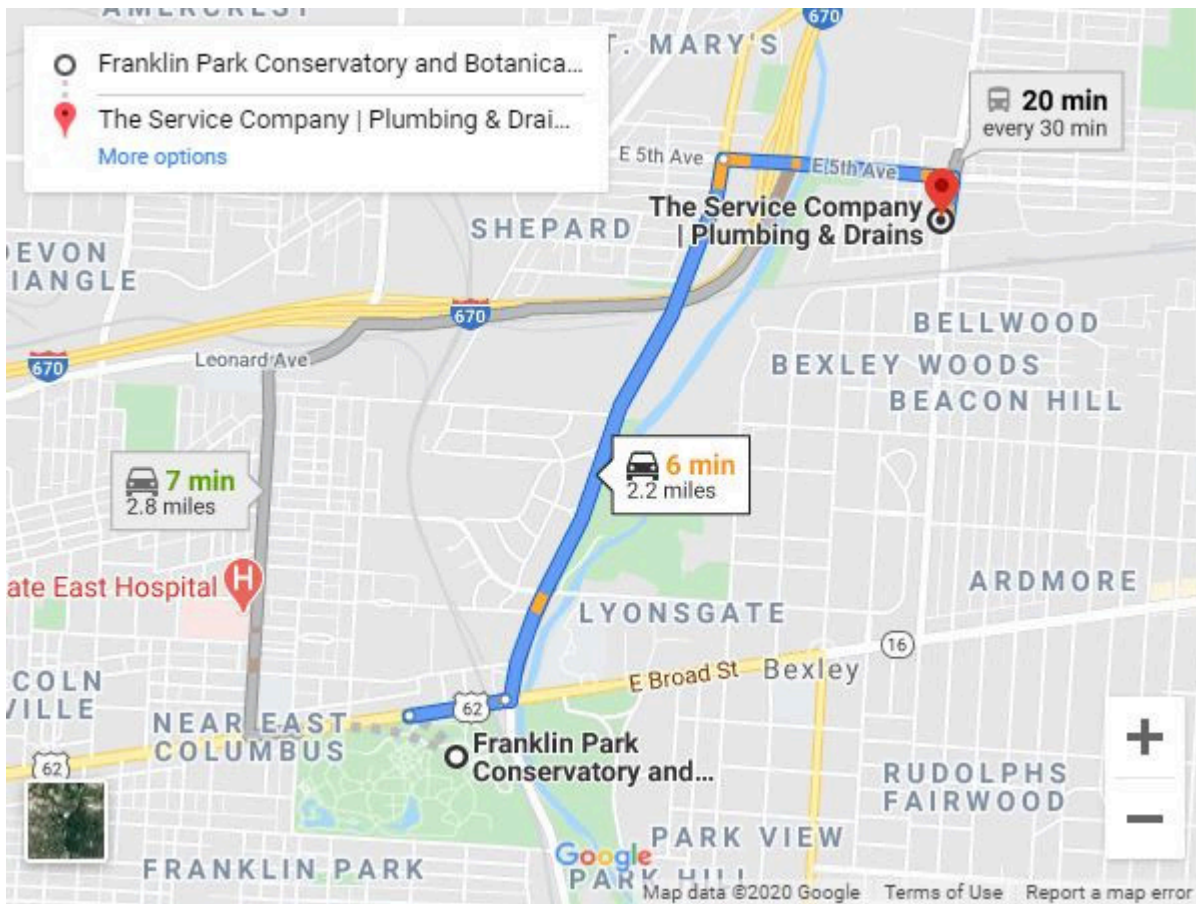 AMERCREST
670
Franklin Park Conservatory and Botanica...
The Service Company | Plumbing & Drai...
More options
T. MARY'S
20 min
every 30 min
E 5th Ave
E 5th Ave
The Service Company
| Plumbing & Drains
SHEPARD
DEVON
IANGLE
670
670
Leonard Ave
BELLWOOD
BEXLEY WOODS
BEACON HILL
7 min
2.8 miles
6 min
2.2 miles
ate East Hospital
H
ARDMORE
LYONSGATE
16
E Broad St
Bexley
COLN
VILLE
62
NEAR EAST
COLUMBUS
Franklin Park
Conservatory and...
62
RUDOLPHS
FAIRWOOD
+
−
PARK VIEW
Google
FRANKLIN PARK
PARK HILL
Map data ©2020 Google
Terms of Use
Report a map error